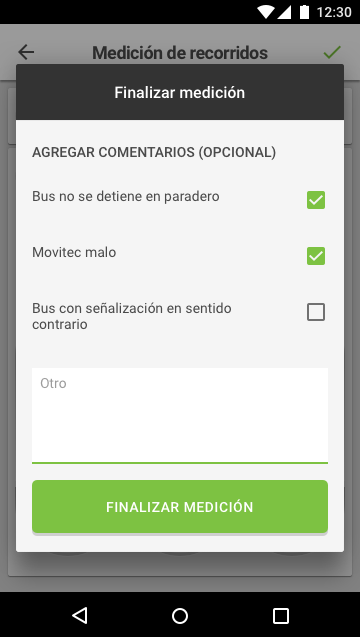 12:30
Medición de recorridos
Finalizar medición
AGREGAR COMENTARIOS (OPCIONAL)
Bus no se detiene en paradero
Movitec malo
Bus con señalización en sentido
contrario
Otro
FINALIZAR MEDICIÓN